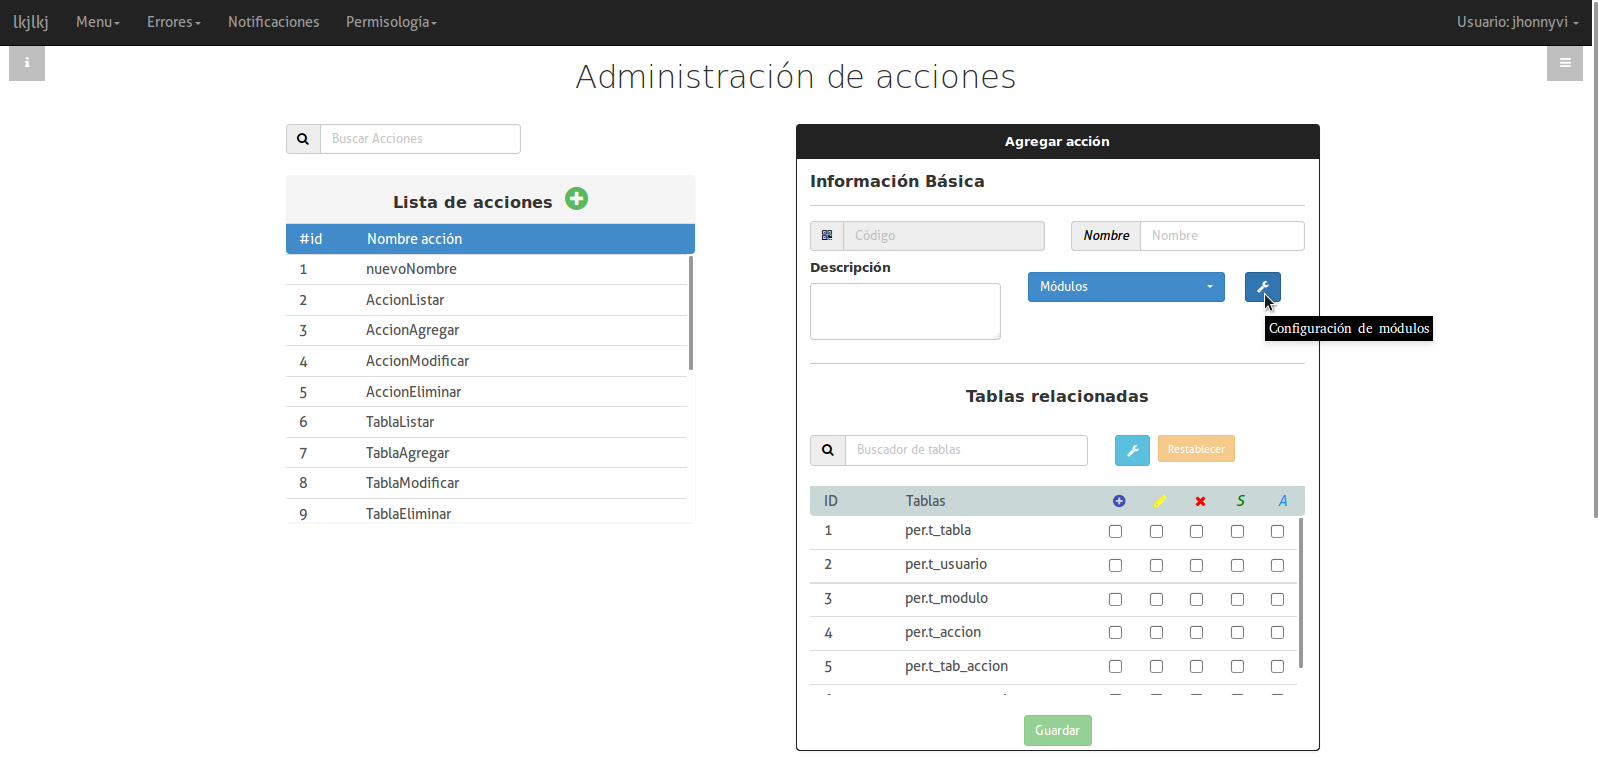 lkjlkj Menu Errores Notificaciones Permisología Usuario: jhonnyvi
Administración de acciones
Buscar Acciones
Lista de acciones
#id Nombre acción
1 nuevoNombre
2 AccionListar
3 AccionAgregar
4 AccionModificar
5 AccionEliminar
6 TablaListar
7 TablaAgregar
8 TablaModificar
9 TablaEliminar
Agregar acción
Información Básica
Código Nombre Nombre
Descripción
Módulos
Configuración de módulos
Tablas relacionadas
Buscador de tablas Restablecer
ID Tablas S A
1 per.t_tabla
2 per.t_usuario
3 per.t_modulo
4 per.t_accion
5 per.t_tab_accion
Guardar